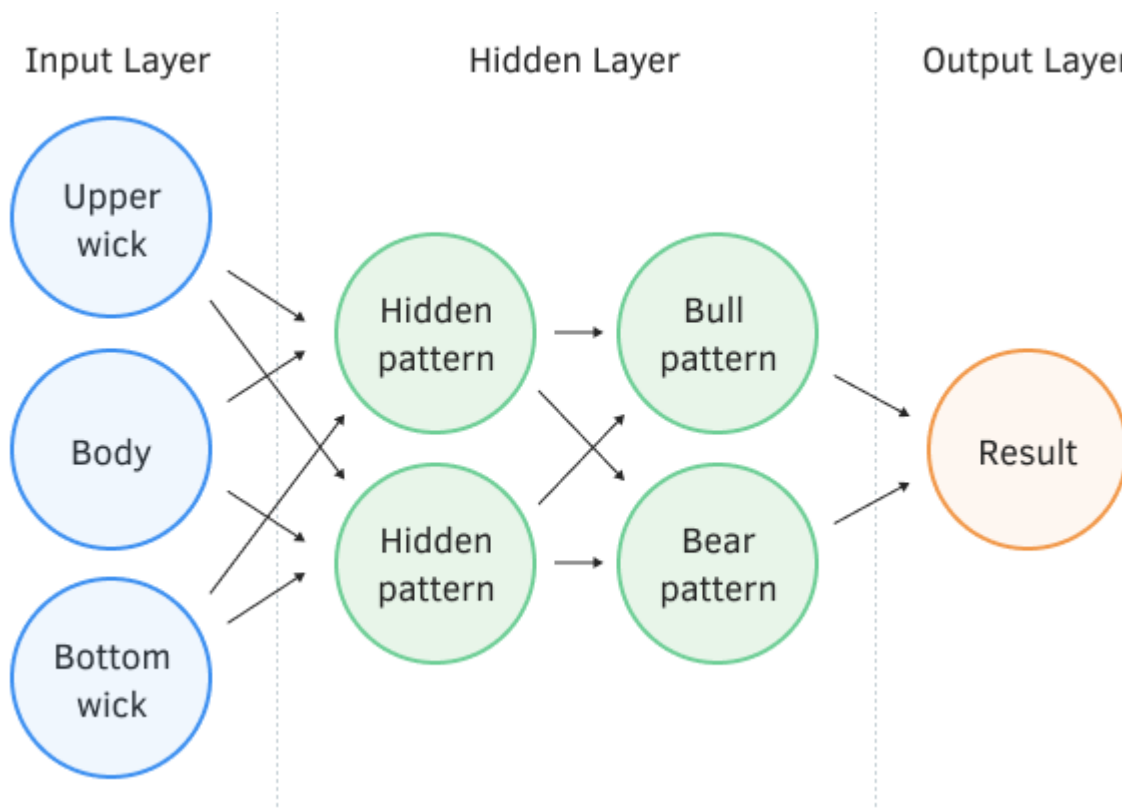 Input Layer
Hidden Layer
Output Layer
Upper
wick
Body
Bottom
wick
Hidden
pattern
Hidden
pattern
Bull
pattern
Bear
pattern
Result